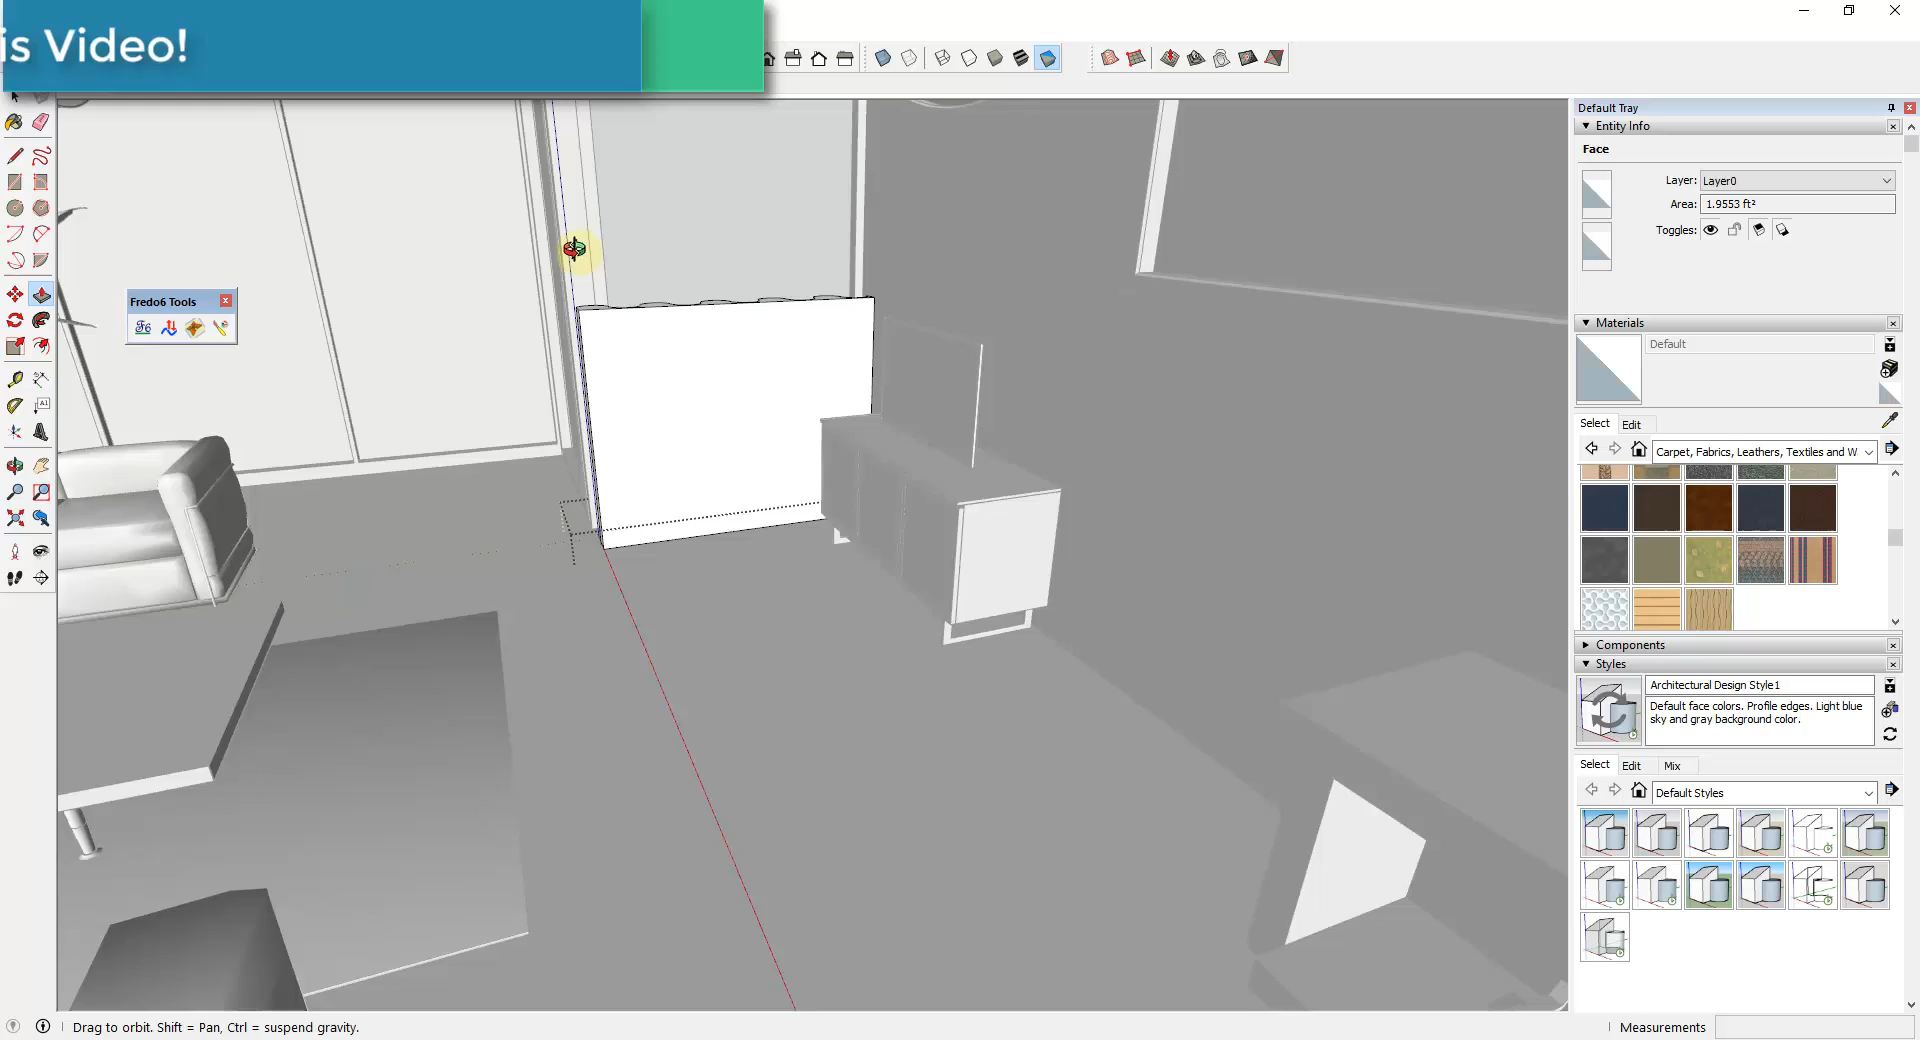 is Video!
Default Tray
Entity Info
Face
Layer: Layer0
Area: 1.9553 ft²
Toggles:
Fredo6 Tools
Materials
Default
Select Edit
Carpet, Fabrics, Leathers, Textiles and W
Components
Styles
Architectural Design Style1
Default face colors. Profile edges. Light blue
sky and gray background color.
Select Edit Mix
Default Styles
Drag to orbit. Shift = Pan, Ctrl = suspend gravity.
Measurements